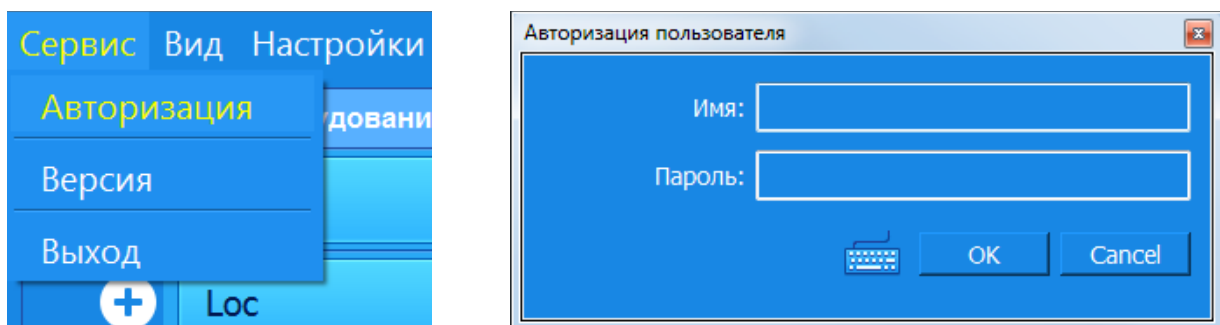 Сервис Вид Настройки
Авторизация
Версия
Выход
Loc
Авторизация пользователя
Имя:
Пароль:
OK Cancel